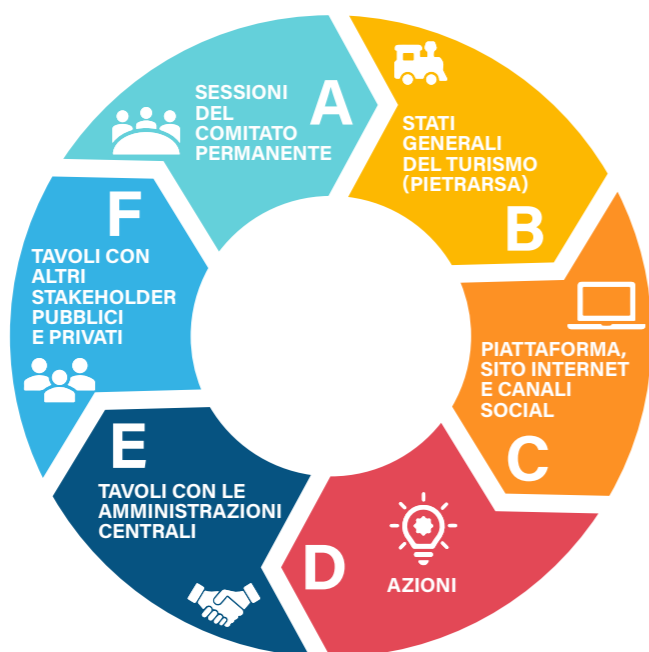 A
SESSIONI
DEL
COMITATO
PERMANENTE
STATI
GENERALI
DEL TURISMO
(PIETRARSA)
B
PIATTAFORMA,
SITO INTERNET
E CANALI
SOCIAL
C
D
AZIONI
E
TAVOLI CON LE
AMMINISTRAZIONI
CENTRALI
F
TAVOLI CON
ALTRI
STAKEHOLDER
PUBBLICI
E PRIVATI